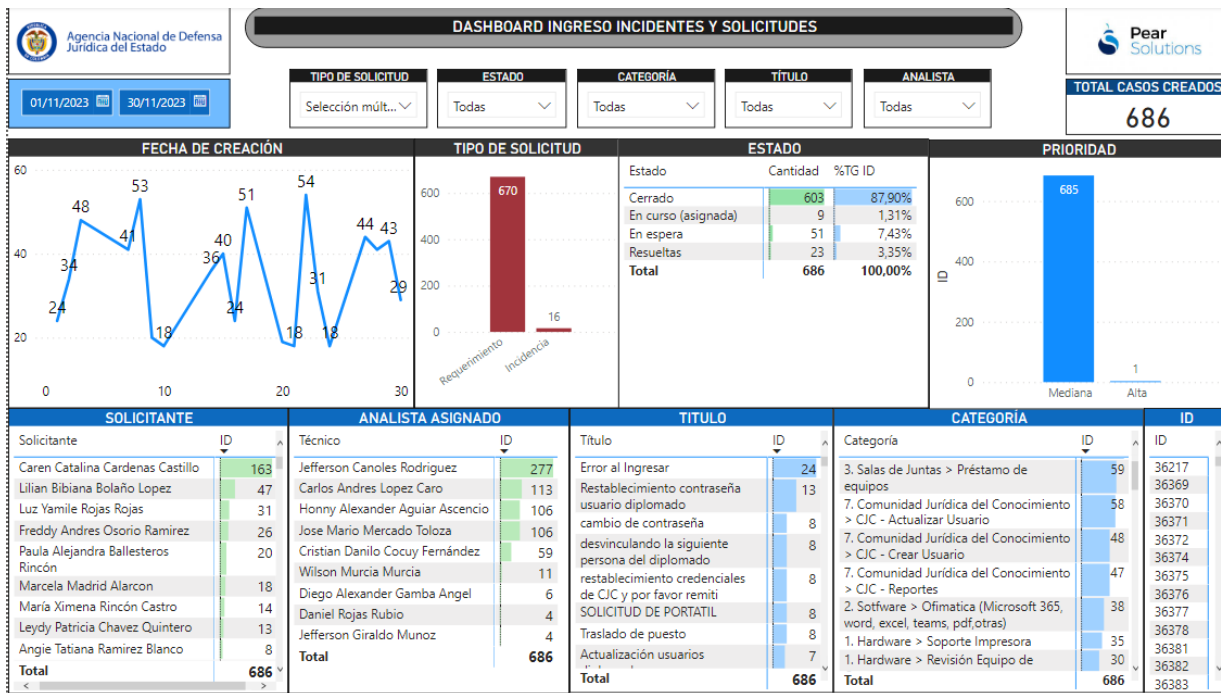 Agencia Nacional de Defensa
Jurídica del Estado
DASHBOARD INGRESO INCIDENTES Y SOLICITUDES
Pear
Solutions
01/11/2023 30/11/2023
TIPO DE SOLICITUD
Selección múlt...
ESTADO
Todas
CATEGORÍA
Todas
TÍTULO
Todas
ANALISTA
Todas
TOTAL CASOS CREADOS
686
FECHA DE CREACIÓN
60
40
20
24
34
48
41
53
18
36
40
24
51
18
54
31
18
44
43
29
0 10 20 30
TIPO DE SOLICITUD
600
400
200
0
670
16
Requerimiento
Incidencia
ESTADO
Estado Cantidad %TG ID
Cerrado 603 87,90%
En curso (asignada) 9 1,31%
En espera 51 7,43%
Resueltas 23 3,35%
Total 686 100,00%
PRIORIDAD
ID
600
400
200
0
685
1
Mediana Alta
SOLICITANTE
Solicitante ID
Caren Catalina Cardenas Castillo 163
Lilian Bibiana Bolaño Lopez 47
Luz Yamile Rojas Rojas 31
Freddy Andres Osorio Ramirez 26
Paula Alejandra Ballesteros 20
Rincón
Marcela Madrid Alarcon 18
María Ximena Rincón Castro 14
Leydy Patricia Chavez Quintero 13
Angie Tatiana Ramirez Blanco 8
Total 686
ANALISTA ASIGNADO
Técnico ID
Jefferson Canoles Rodriguez 277
Carlos Andres Lopez Caro 113
Honny Alexander Aguiar Ascencio 106
Jose Mario Mercado Toloza 106
Cristian Danilo Cocuy Fernández 59
Wilson Murcia Murcia 11
Diego Alexander Gamba Angel 6
Daniel Rojas Rubio 4
Jefferson Giraldo Munoz 4
Total 686
TITULO
Título ID
Error al Ingresar 24
Restablecimiento contraseña 13
usuario diplomado
cambio de contraseña 8
desvinculando la siguiente 8
persona del diplomado
restablecimiento credenciales 8
de CJC y por favor remiti
SOLICITUD DE PORTATIL 8
Traslado de puesto 8
Actualización usuarios 7
Total 686
CATEGORÍA
Categoría ID
3. Salas de Juntas > Préstamo de 59
equipos
7. Comunidad Jurídica del Conocimiento 58
> CJC - Actualizar Usuario
7. Comunidad Jurídica del Conocimiento 48
> CJC - Crear Usuario
7. Comunidad Jurídica del Conocimiento 47
> CJC - Reportes
2. Sotfware > Ofimatica (Microsoft 365, 38
word, excel, teams, pdf,otras)
1. Hardware > Soporte Impresora 35
1. Hardware > Revisión Equipo de 30
Total 686
ID
ID
36217
36369
36370
36371
36372
36374
36375
36376
36377
36378
36381
36382
36383